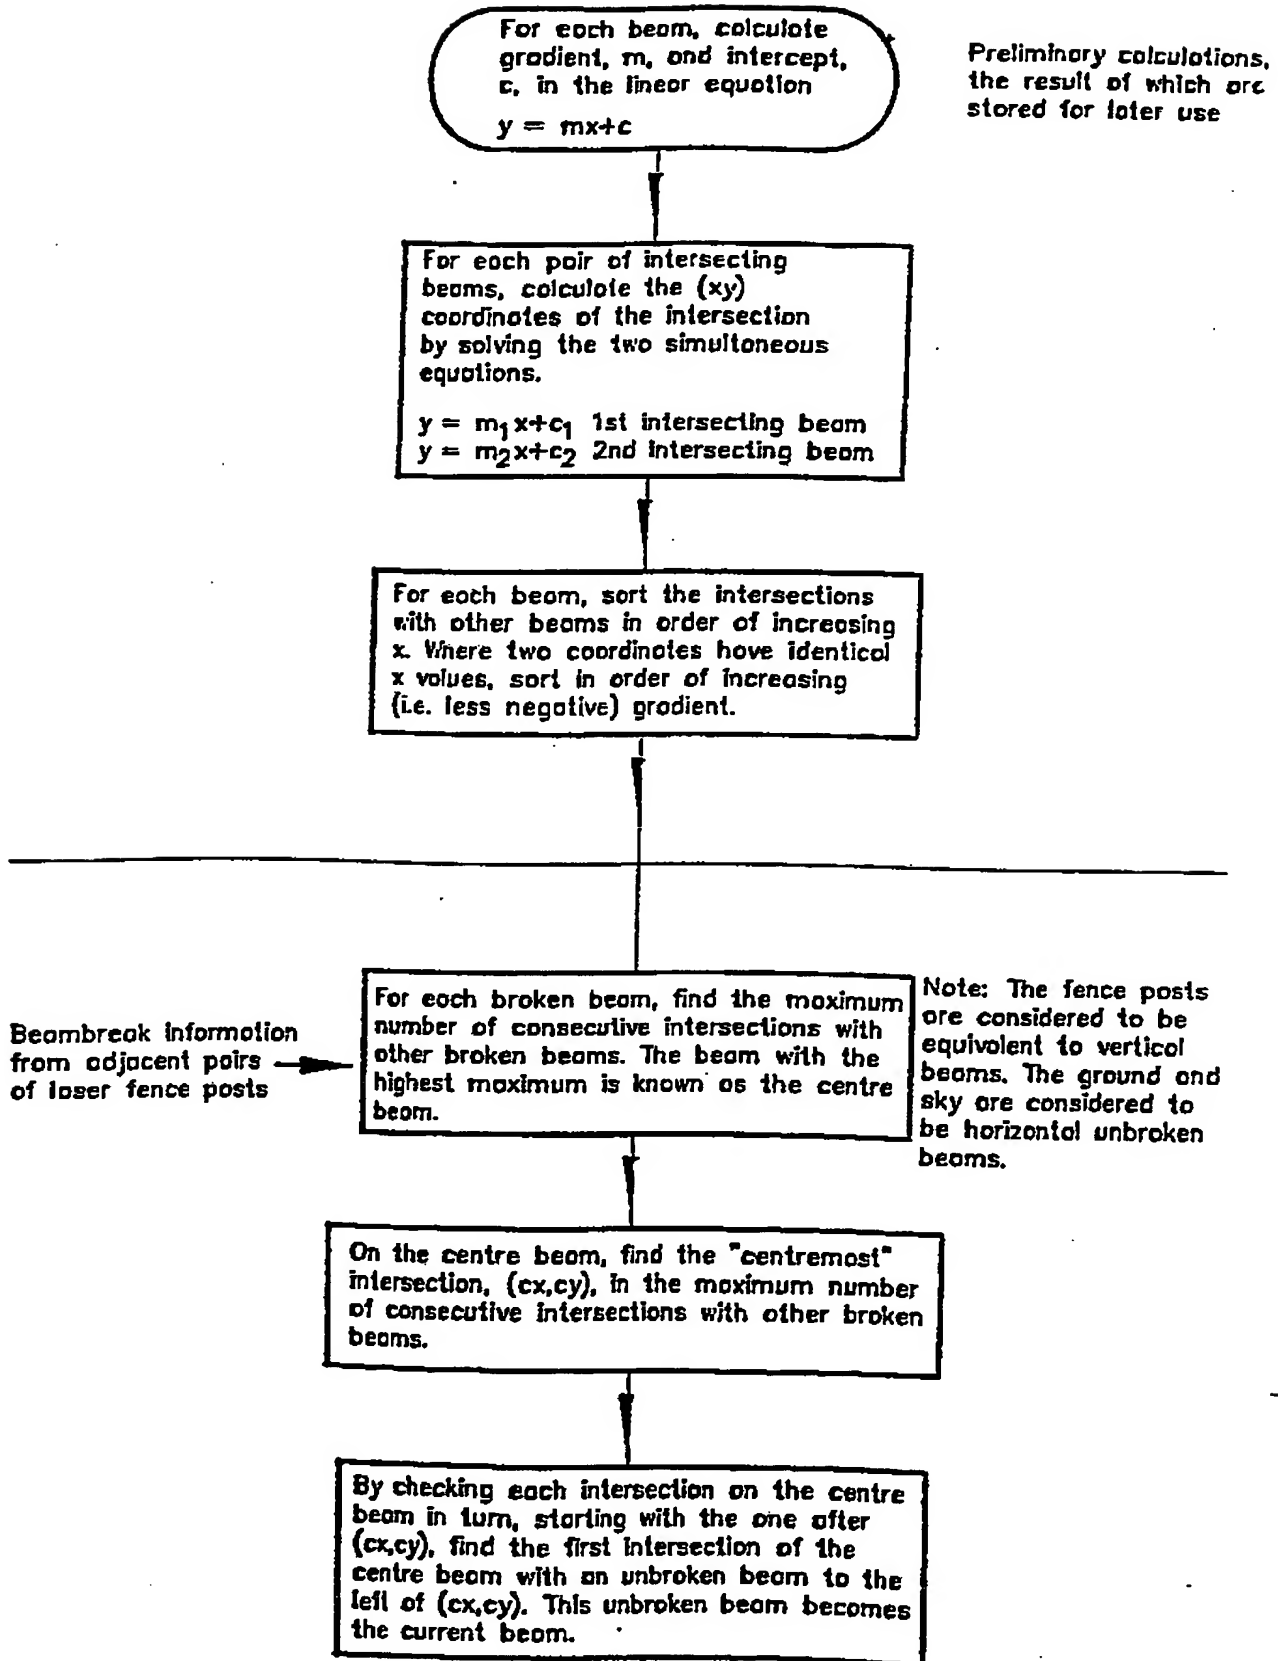 For each beam, calculate
gradient, m, and intercept,
c, in the linear equation
y = mx+c
Preliminary calculations,
the result of which are
stored for later use
For each pair of intersecting
beams, calculate the (xy)
coordinates of the intersection
by solving the two simultaneous
equations.
y = m₁x+c₁ 1st intersecting beam
y = m₂x+c₂ 2nd intersecting beam
For each beam, sort the intersections
with other beams in order of increasing
x. Where two coordinates have identical
x values, sort in order of increasing
(i.e. less negative) gradient.
Beambreak information
from adjacent pairs
of laser fence posts
For each broken beam, find the maximum
number of consecutive intersections with
other broken beams. The beam with the
highest maximum is known as the centre
beam.
Note: The fence posts
are considered to be
equivalent to vertical
beams. The ground and
sky are considered to
be horizontal unbroken
beams.
On the centre beam, find the "centremost"
intersection, (cx,cy), in the maximum number
of consecutive intersections with other broken
beams.
By checking each intersection on the centre
beam in turn, starting with the one after
(cx,cy), find the first intersection of the
centre beam with an unbroken beam to the
left of (cx,cy). This unbroken beam becomes
the current beam.